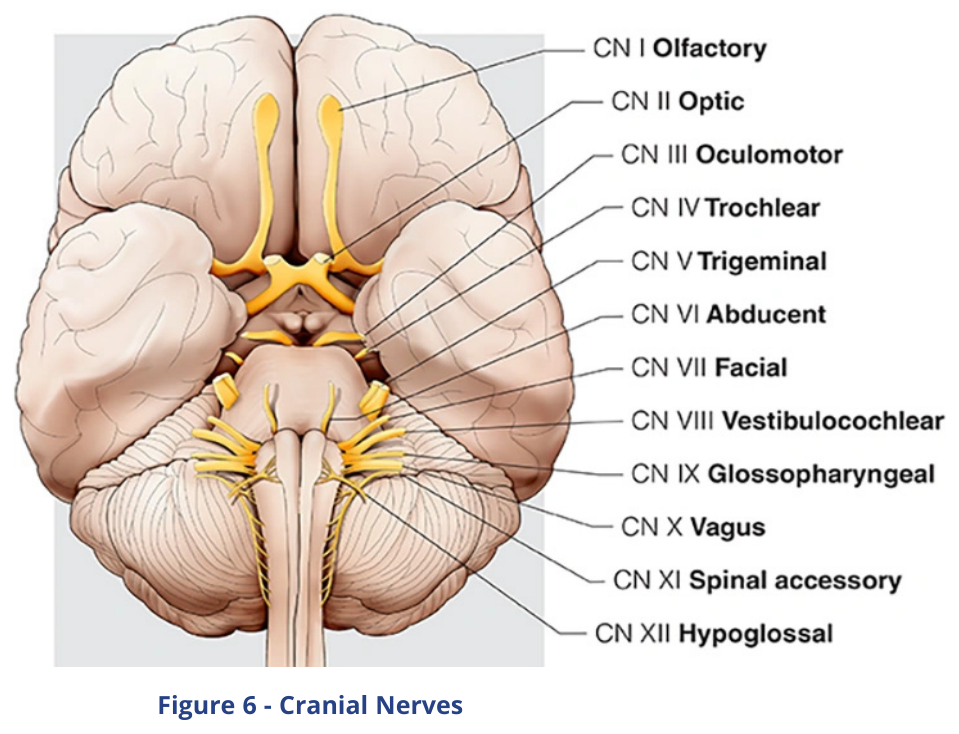 CN I Olfactory
CN II Optic
CN III Oculomotor
CN IV Trochlear
CN V Trigeminal
CN VI Abducent
CN VII Facial
CN VIII Vestibulocochlear
CN IX Glossopharyngeal
CN X Vagus
CN XI Spinal accessory
CN XII Hypoglossal
Figure 6 - Cranial Nerves